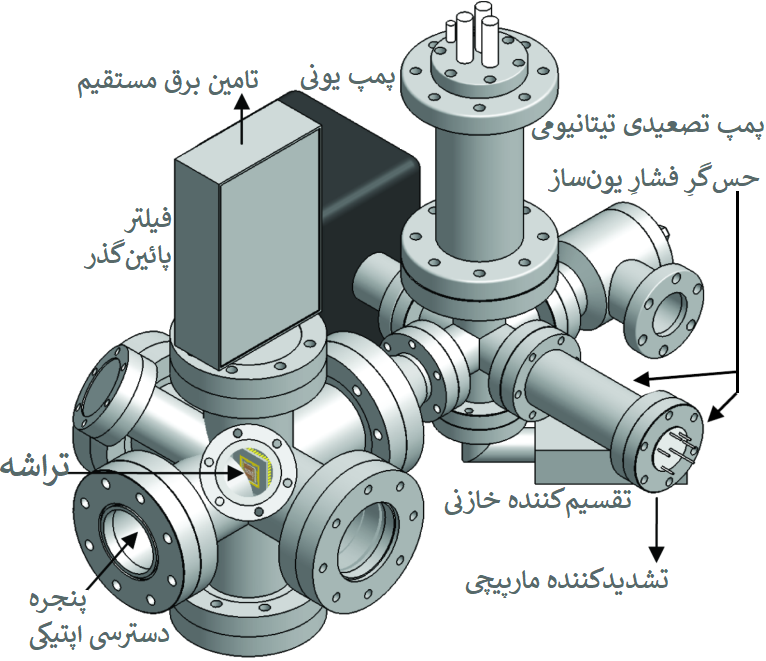 تامین برق مستقیم
پمپ یونی
پمپ تصعیدی تیتانیومی
حس‌گرِ فشارِ یون‌ساز
فیلتر
پائین‌گذر
تراشه
تقسیم‌کننده خازنی
تشدیدکننده مارپیچی
پنجره
دسترسی اپتیکی